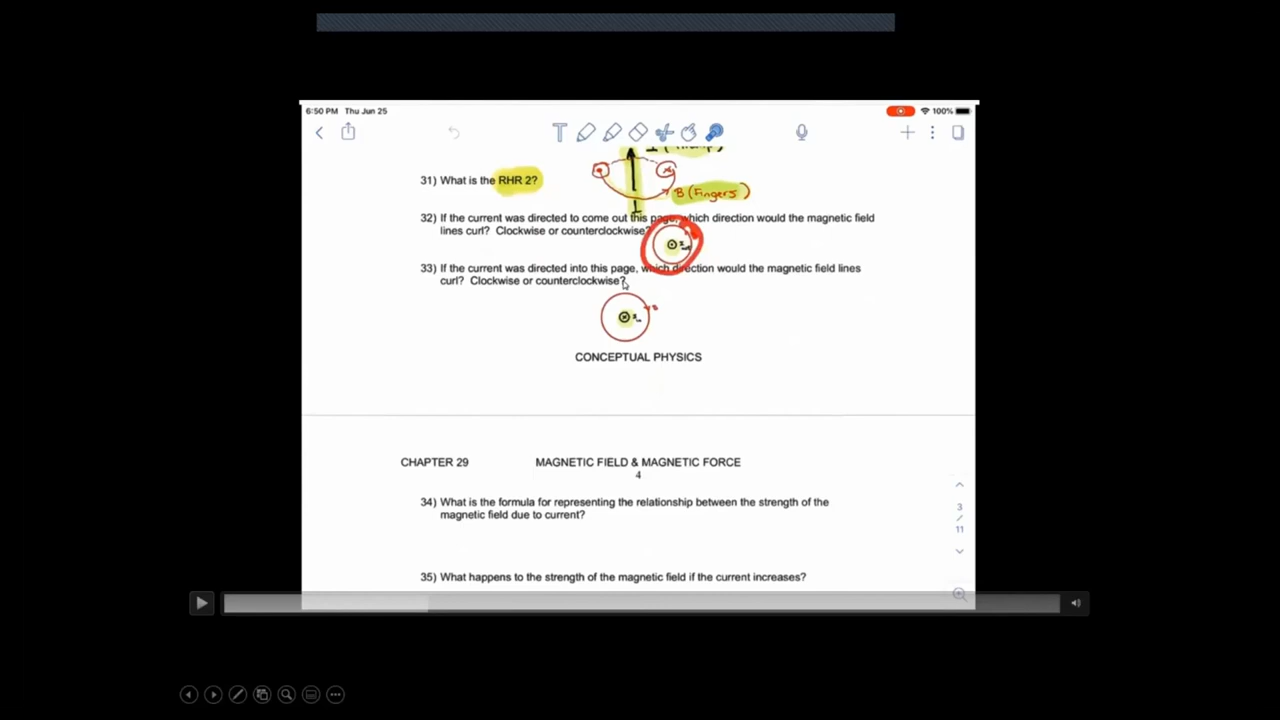 6:50 PM Thu Jun 25
100%
31) What is the RHR 2?
B (Fingers)
I
32) If the current was directed to come out this page, which direction would the magnetic field
lines curl? Clockwise or counterclockwise?
33) If the current was directed into this page, which direction would the magnetic field lines
curl? Clockwise or counterclockwise?
CONCEPTUAL PHYSICS
CHAPTER 29 MAGNETIC FIELD & MAGNETIC FORCE
4
34) What is the formula for representing the relationship between the strength of the
magnetic field due to current?
3
/
11
35) What happens to the strength of the magnetic field if the current increases?